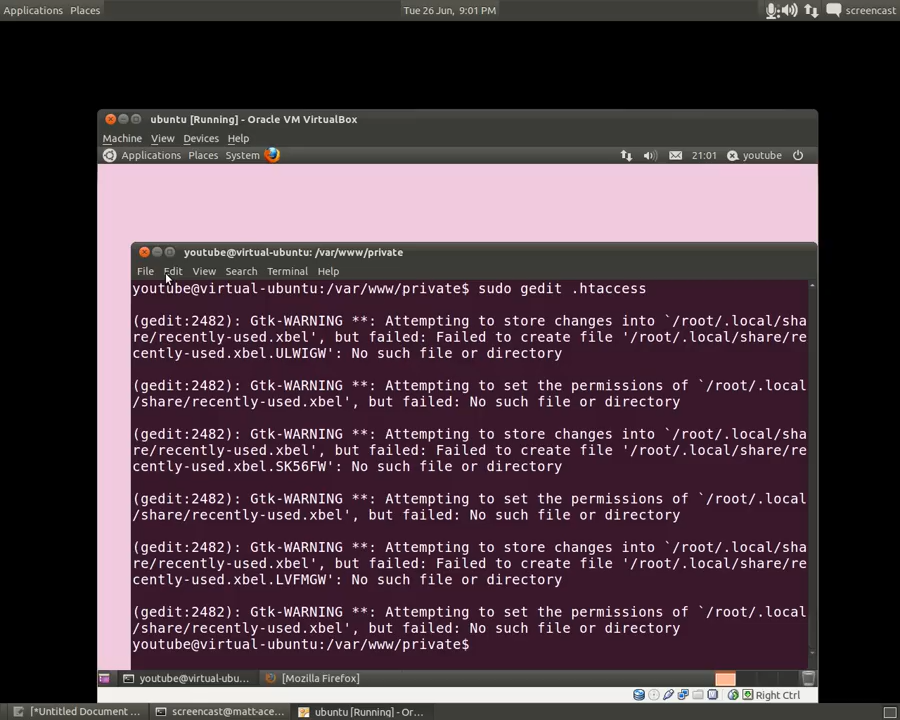 Applications Places Tue 26 Jun, 9:01 PM screencast
ubuntu [Running] - Oracle VM VirtualBox
Machine View Devices Help
Applications Places System 21:01 youtube
youtube@virtual-ubuntu: /var/www/private
File Edit View Search Terminal Help
youtube@virtual-ubuntu:/var/www/private$ sudo gedit .htaccess
(gedit:2482): Gtk-WARNING **: Attempting to store changes into `/root/.local/sha
re/recently-used.xbel', but failed: Failed to create file '/root/.local/share/re
cently-used.xbel.ULWIGW': No such file or directory
(gedit:2482): Gtk-WARNING **: Attempting to set the permissions of `/root/.local
/share/recently-used.xbel', but failed: No such file or directory
(gedit:2482): Gtk-WARNING **: Attempting to store changes into `/root/.local/sha
re/recently-used.xbel', but failed: Failed to create file '/root/.local/share/re
cently-used.xbel.SK56FW': No such file or directory
(gedit:2482): Gtk-WARNING **: Attempting to set the permissions of `/root/.local
/share/recently-used.xbel', but failed: No such file or directory
(gedit:2482): Gtk-WARNING **: Attempting to store changes into `/root/.local/sha
re/recently-used.xbel', but failed: Failed to create file '/root/.local/share/re
cently-used.xbel.LVFMGW': No such file or directory
(gedit:2482): Gtk-WARNING **: Attempting to set the permissions of `/root/.local
/share/recently-used.xbel', but failed: No such file or directory
youtube@virtual-ubuntu:/var/www/private$
youtube@virtual-ubu... [Mozilla Firefox]
Right Ctrl
[*Untitled Document ... screencast@matt-ace... ubuntu [Running] - Or...